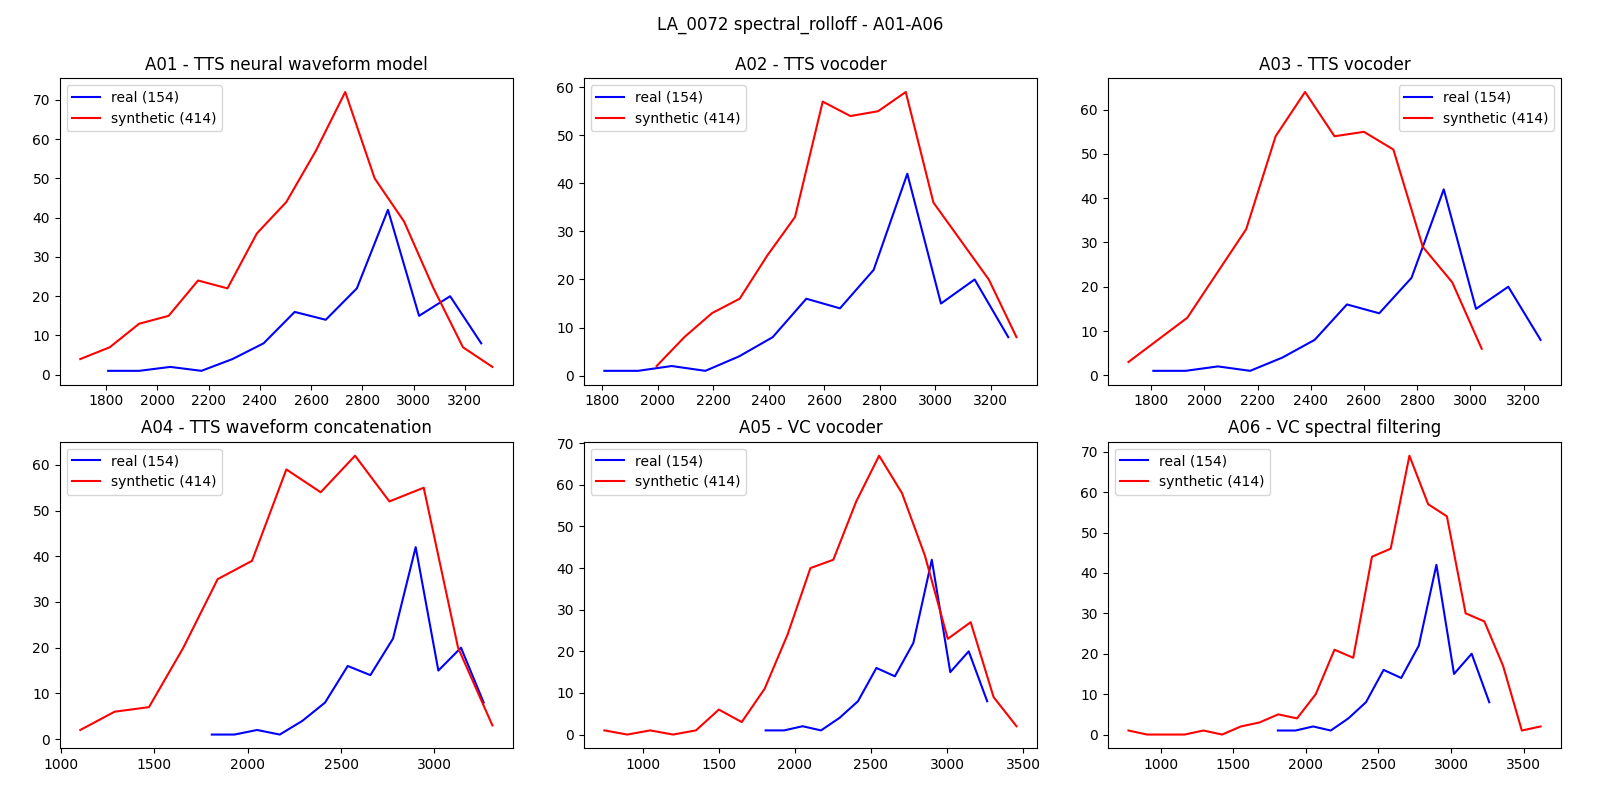 LA_0072 spectral_rolloff - A01-A06
A01 - TTS neural waveform model
real (154)
synthetic (414)
70
60
50
40
30
20
10
0
1800 2000 2200 2400 2600 2800 3000 3200
A02 - TTS vocoder
real (154)
synthetic (414)
60
50
40
30
20
10
0
1800 2000 2200 2400 2600 2800 3000 3200
A03 - TTS vocoder
real (154)
synthetic (414)
60
50
40
30
20
10
0
1800 2000 2200 2400 2600 2800 3000 3200
A04 - TTS waveform concatenation
real (154)
synthetic (414)
60
50
40
30
20
10
0
1000 1500 2000 2500 3000
A05 - VC vocoder
real (154)
synthetic (414)
70
60
50
40
30
20
10
0
1000 1500 2000 2500 3000 3500
A06 - VC spectral filtering
real (154)
synthetic (414)
70
60
50
40
30
20
10
0
1000 1500 2000 2500 3000 3500